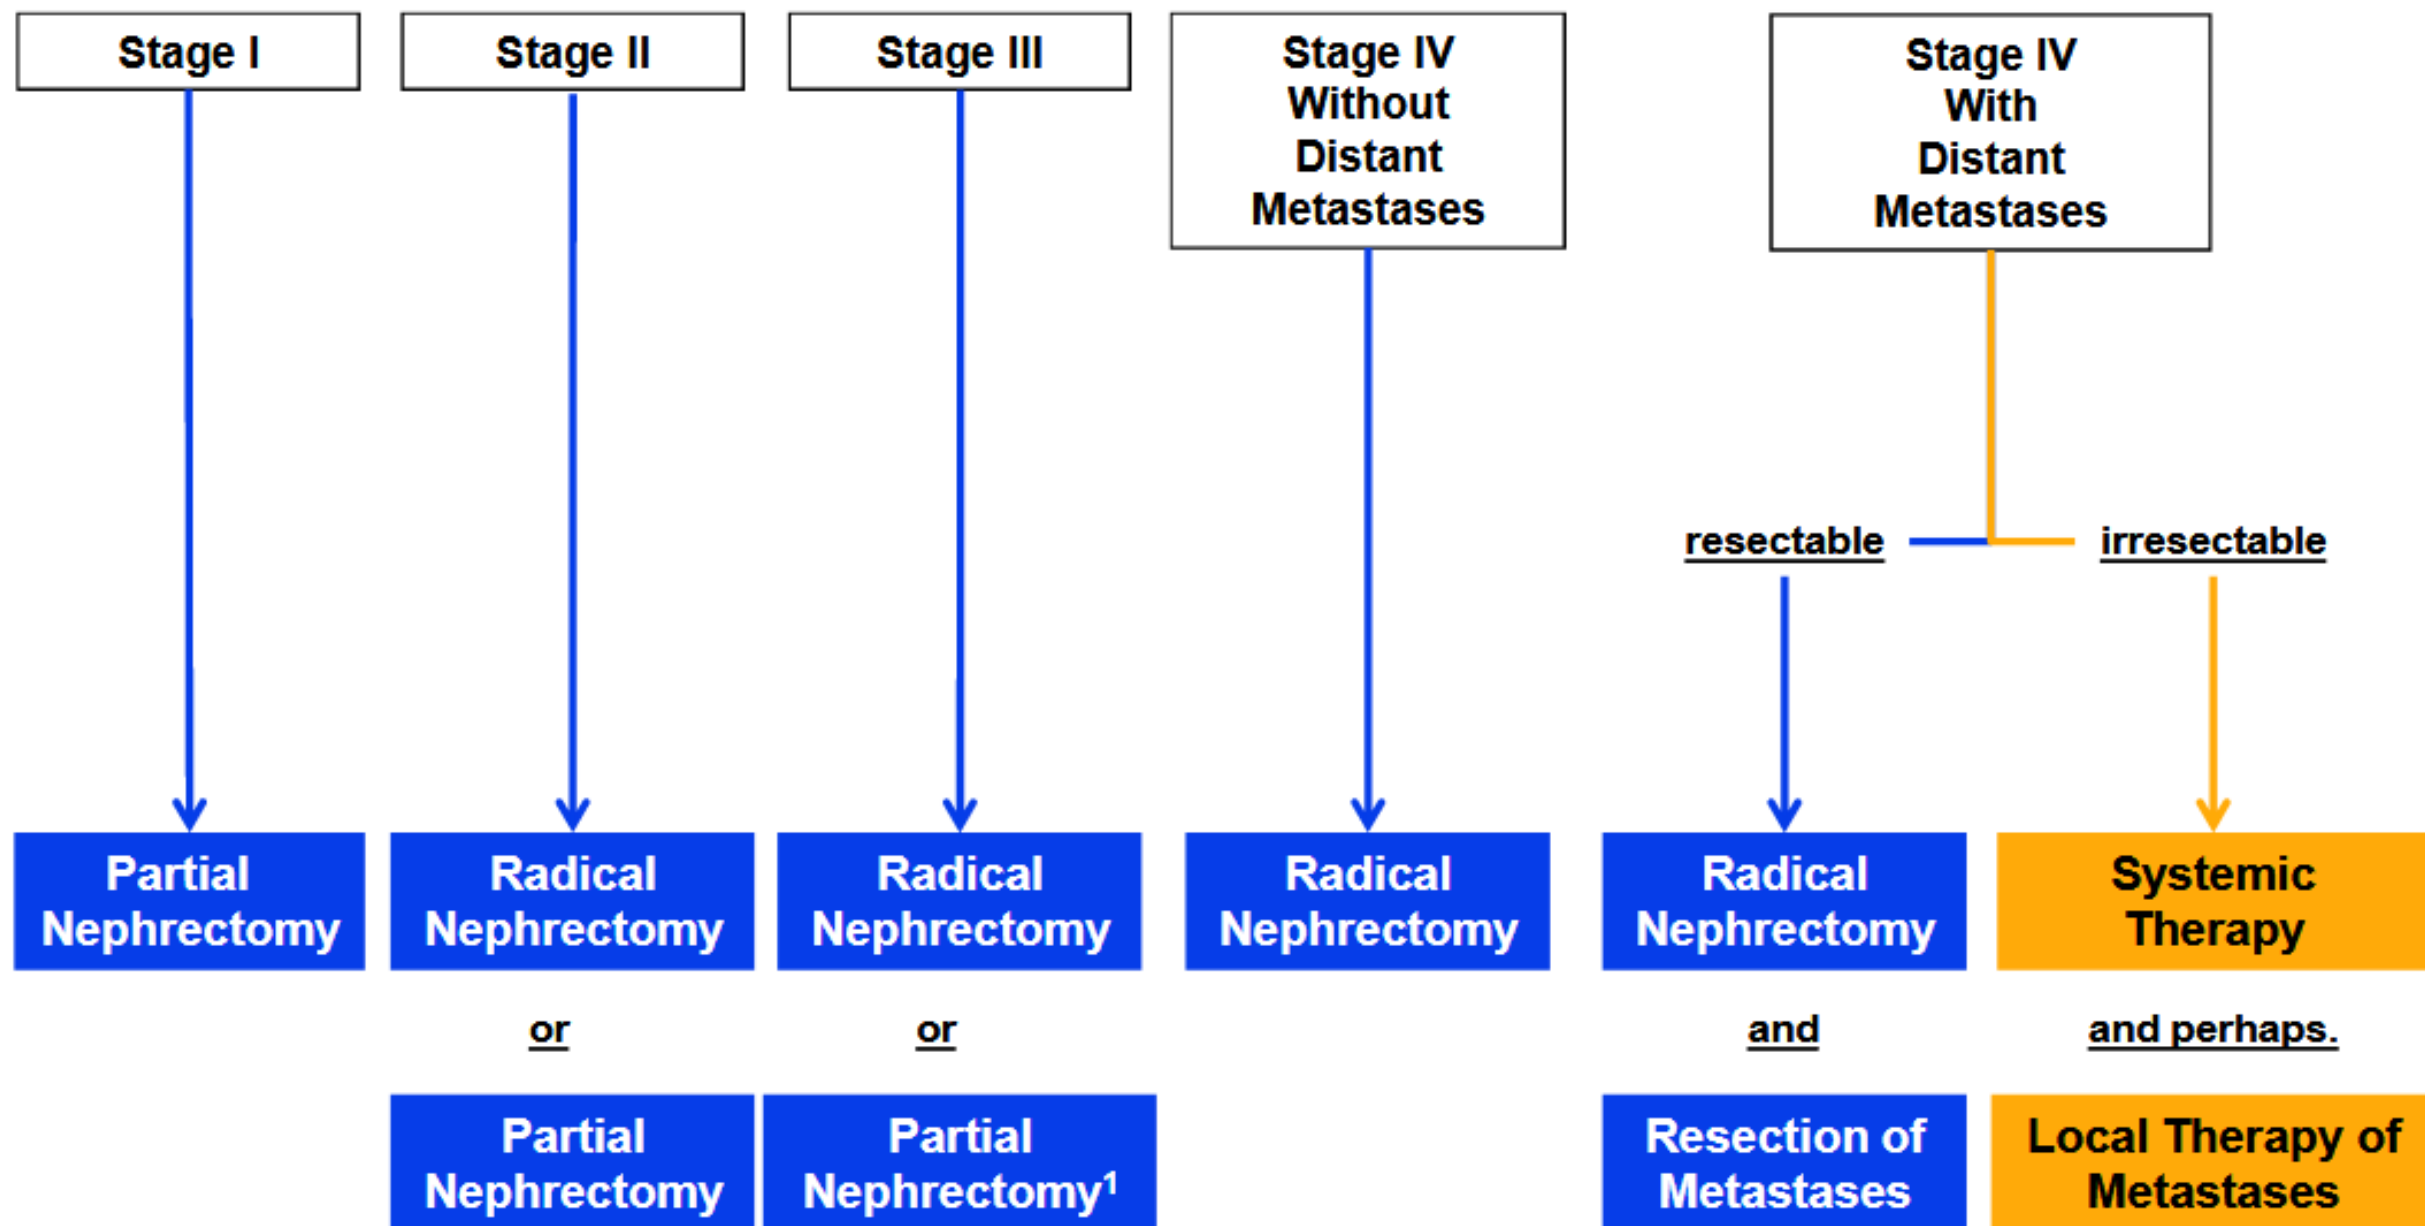 Stage I
Stage II
Stage III
Stage IV
Without
Distant
Metastases
Stage IV
With
Distant
Metastases
resectable
irresectable
Partial
Nephrectomy
Radical
Nephrectomy
Radical
Nephrectomy
Radical
Nephrectomy
Radical
Nephrectomy
Systemic
Therapy
or
or
and
and perhaps.
Partial
Nephrectomy
Partial
Nephrectomy¹
Resection of
Metastases
Local Therapy of
Metastases